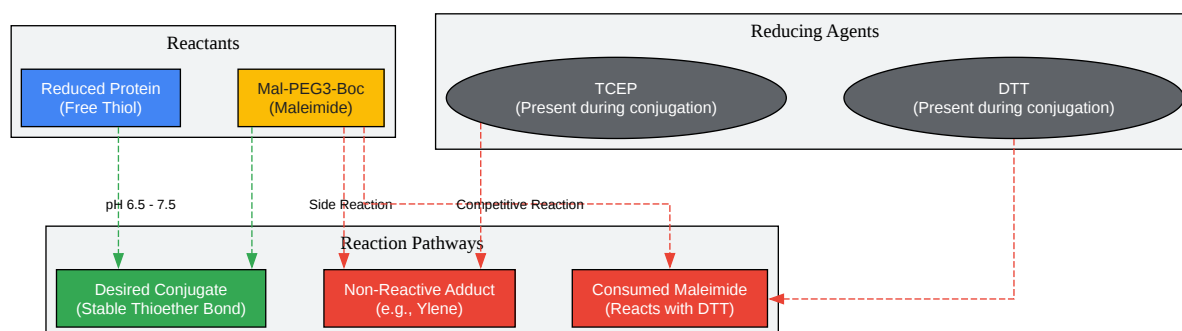 Reactants
Reducing Agents
Reduced Protein
(Free Thiol)
Mal-PEG3-Boc
(Maleimide)
TCEP
(Present during conjugation)
DTT
(Present during conjugation)
pH 6.5 - 7.5
Side Reaction
Competitive Reaction
Reaction Pathways
Desired Conjugate
(Stable Thioether Bond)
Non-Reactive Adduct
(e.g., Ylene)
Consumed Maleimide
(Reacts with DTT)